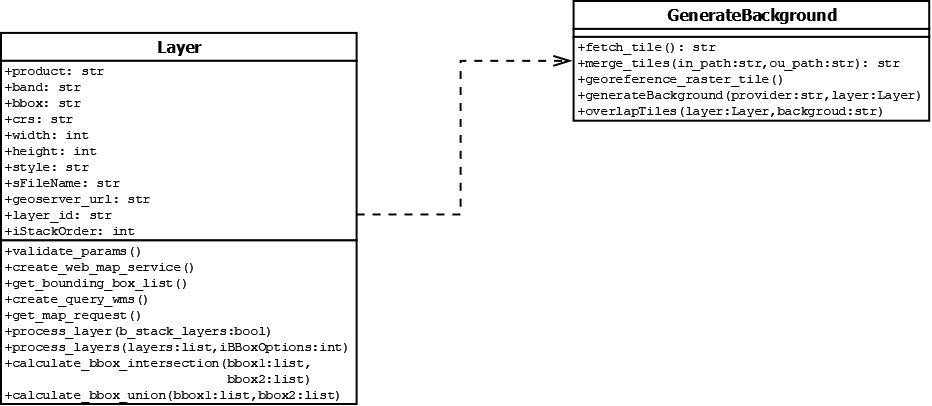 Layer
+product: str
+band: str
+bbox: str
+crs: str
+width: int
+height: int
+style: str
+sFileName: str
+geoserver_url: str
+layer_id: str
+iStackOrder: int
+validate_params()
+create_web_map_service()
+get_bounding_box_list()
+create_query_wms()
+get_map_request()
+process_layer(b_stack_layers:bool)
+process_layers(layers:list,iBBoxOptions:int)
+calculate_bbox_intersection(bbox1:list,
bbox2:list)
+calculate_bbox_union(bbox1:list,bbox2:list)
GenerateBackground
+fetch_tile(): str
+merge_tiles(in_path:str,ou_path:str): str
+georeference_raster_tile()
+generateBackground(provider:str,layer:Layer)
+overlapTiles(layer:Layer,backgroud:str)